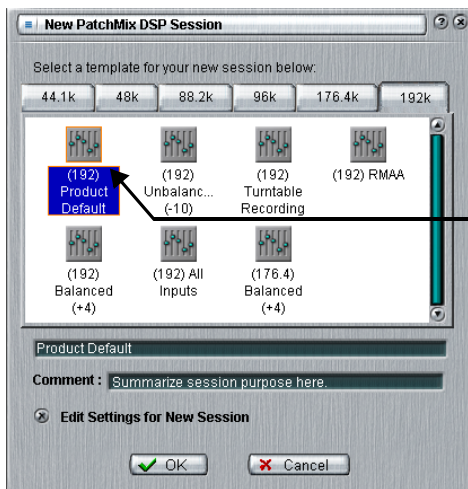 New PatchMix DSP Session
Select a template for your new session below:
44.1k 48k 88.2k 96k 176.4k 192k
(192) Product Default
(192) Unbalanc... (-10)
(192) Turntable Recording
(192) RMAA
(192) Balanced (+4)
(192) All Inputs
(176.4) Balanced (+4)
Product Default
Comment : Summarize session purpose here.
Edit Settings for New Session
OK Cancel